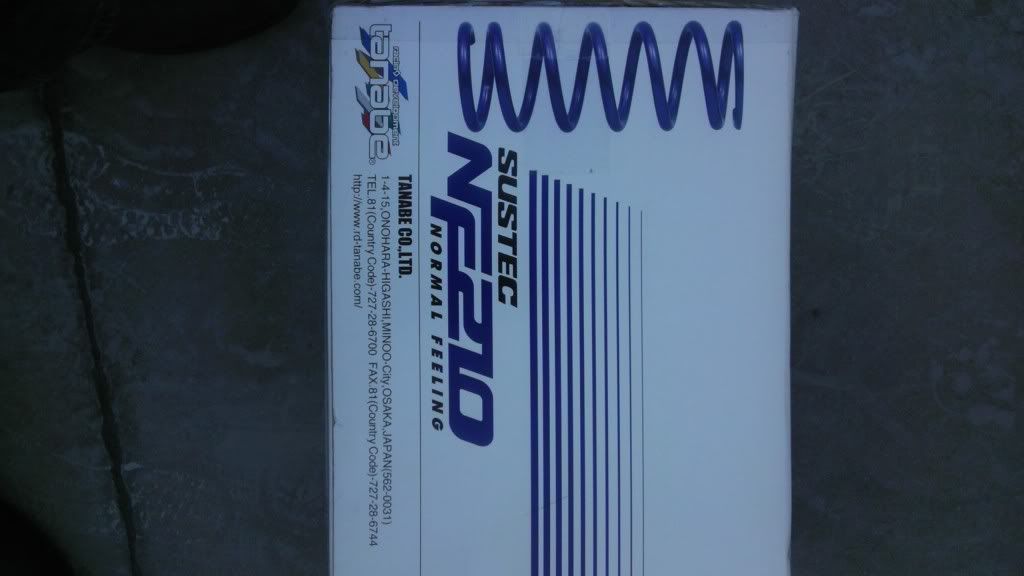 SUSTEC
NF210
NORMAL FEELING
racing development
tanabe®
TANABE CO.,LTD.
1-4-15,ONOHARA-HIGASHI,MINOO-City,OSAKA,JAPAN(562-0031)
TEL.81(Country Code)-727-28-6700 FAX.81(Country Code)-727-28-6744
http://www.rd-tanabe.com/